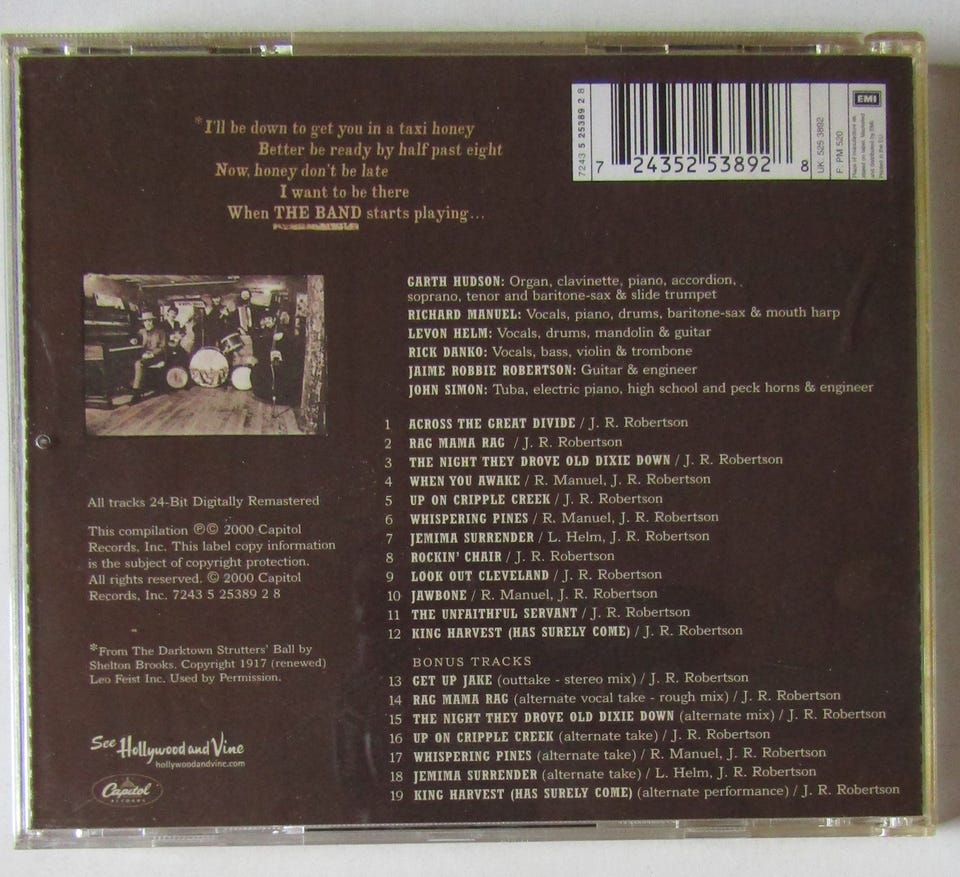 *I'll be down to get you in a taxi honey
Better be ready by half past eight
Now, honey don't be late
I want to be there
When THE BAND starts playing...
7243 5 25389 2 8
7 24352 53892 8
UK: 525 3892
F: PM 520
EMI
GARTH HUDSON: Organ, clavinette, piano, accordion,
soprano, tenor and baritone-sax & slide trumpet
RICHARD MANUEL: Vocals, piano, drums, baritone-sax & mouth harp
LEVON HELM: Vocals, drums, mandolin & guitar
RICK DANKO: Vocals, bass, violin & trombone
JAIME ROBBIE ROBERTSON: Guitar & engineer
JOHN SIMON: Tuba, electric piano, high school and peck horns & engineer
1 ACROSS THE GREAT DIVIDE / J. R. Robertson
2 RAG MAMA RAG / J. R. Robertson
3 THE NIGHT THEY DROVE OLD DIXIE DOWN / J. R. Robertson
4 WHEN YOU AWAKE / R. Manuel, J. R. Robertson
5 UP ON CRIPPLE CREEK / J. R. Robertson
6 WHISPERING PINES / R. Manuel, J. R. Robertson
7 JEMIMA SURRENDER / L. Helm, J. R. Robertson
8 ROCKIN' CHAIR / J. R. Robertson
9 LOOK OUT CLEVELAND / J. R. Robertson
10 JAWBONE / R. Manuel, J. R. Robertson
11 THE UNFAITHFUL SERVANT / J. R. Robertson
12 KING HARVEST (HAS SURELY COME) / J. R. Robertson
BONUS TRACKS
13 GET UP JAKE (outtake - stereo mix) / J. R. Robertson
14 RAG MAMA RAG (alternate vocal take - rough mix) / J. R. Robertson
15 THE NIGHT THEY DROVE OLD DIXIE DOWN (alternate mix) / J. R. Robertson
16 UP ON CRIPPLE CREEK (alternate take) / J. R. Robertson
17 WHISPERING PINES (alternate take) / R. Manuel, J. R. Robertson
18 JEMIMA SURRENDER (alternate take) / L. Helm, J. R. Robertson
19 KING HARVEST (HAS SURELY COME) (alternate performance) / J. R. Robertson
All tracks 24-Bit Digitally Remastered
This compilation ℗© 2000 Capitol
Records, Inc. This label copy information
is the subject of copyright protection.
All rights reserved. © 2000 Capitol
Records, Inc. 7243 5 25389 2 8
*From The Darktown Strutters' Ball by
Shelton Brooks. Copyright 1917 (renewed)
Leo Feist Inc. Used by Permission.
See Hollywood and Vine
hollywoodandvine.com
Capitol
RECORDS